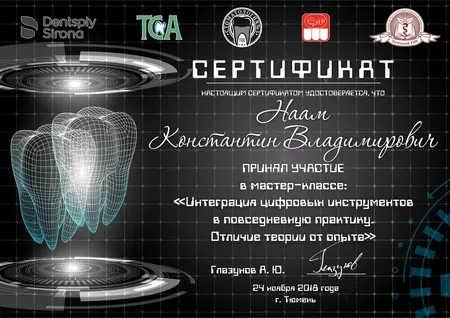 Dentsply
Sirona
TGA
СЕРТИФИКАТ
НАСТОЯЩИМ СЕРТИФИКАТОМ УДОСТОВЕРЯЕТСЯ, ЧТО
Наам
Константин Владимирович
ПРИНЯЛ УЧАСТИЕ
в мастер-классе:
«Интеграция цифровых инструментов
в повседневную практику.
Отличие теории от опыта»
Глазунов А. Ю.
24 ноября 2018 года
г. Тюмень